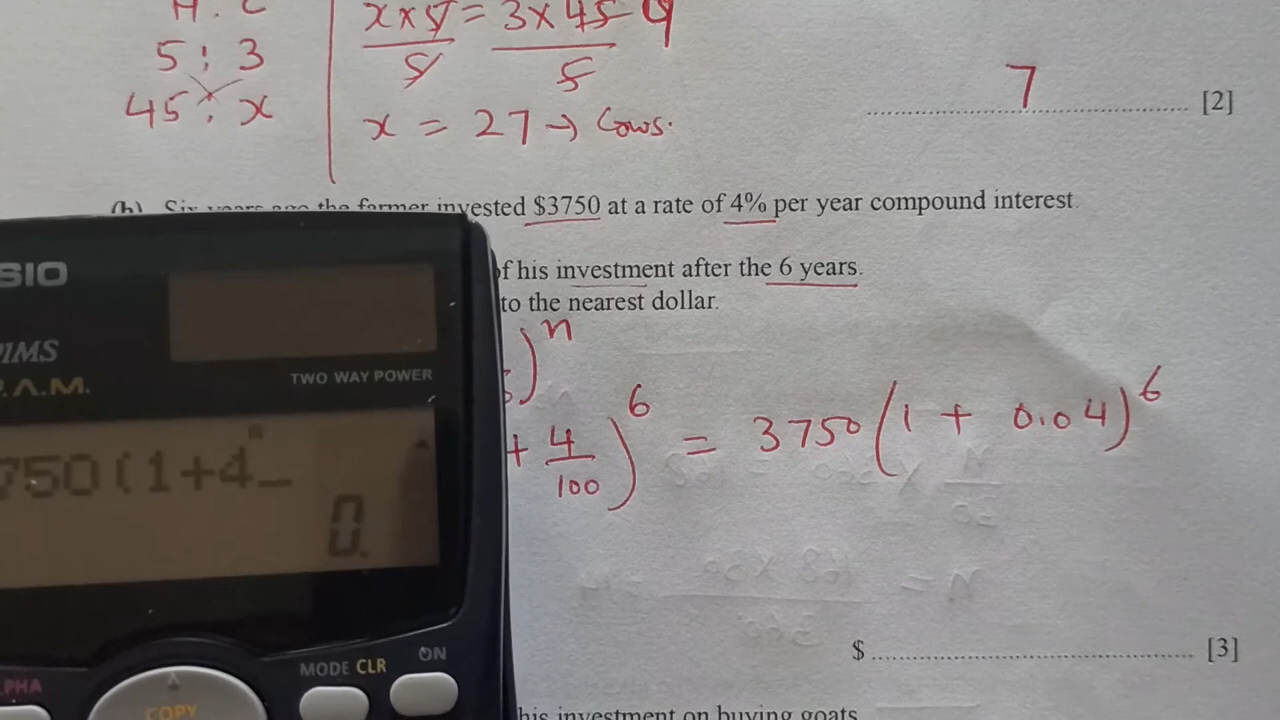 H. C
5 : 3
45 : x
x x 5 = 3 x 45 9
5 5
x = 27 → Cows.
7 [2]
(b) Six years ago the farmer invested $3750 at a rate of 4% per year compound interest.
of his investment after the 6 years.
to the nearest dollar.
)n
+ 4/100 )6 = 3750 (1 + 0.04)6
SIO
TWO WAY POWER
750(1+4_
0.
MODE CLR
ON
COPY
$ [3]
his investment on buying goats